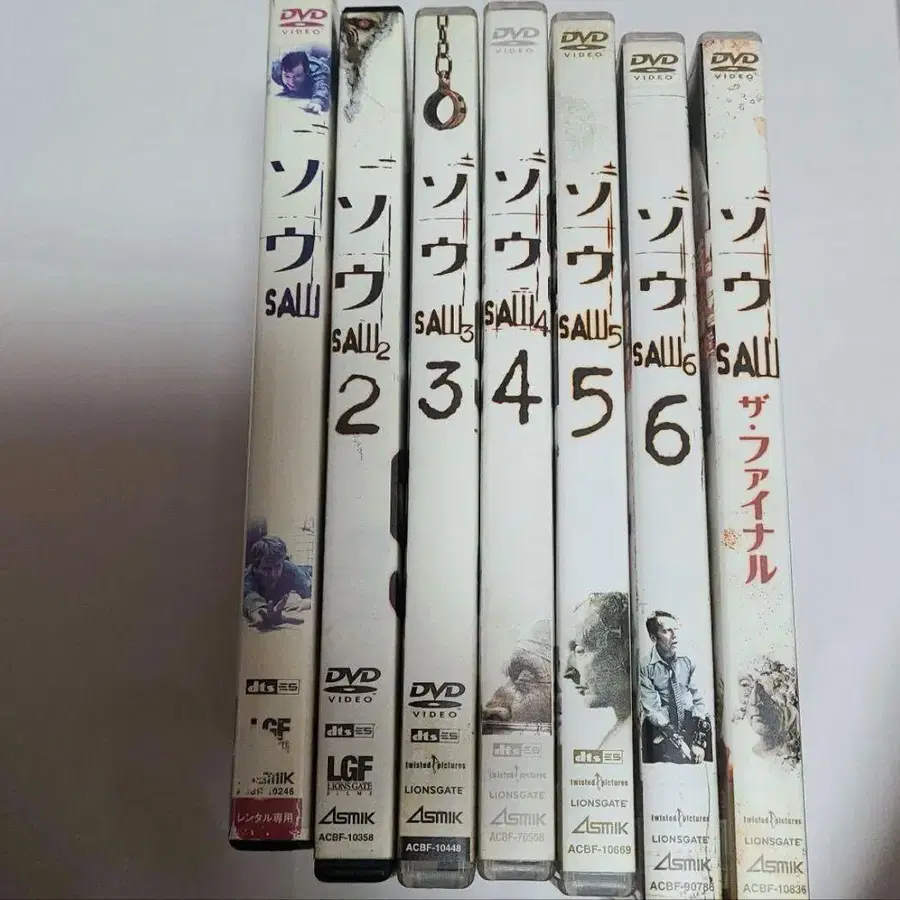 DVD
VIDEO
ソウ
SAW
dts ES
レンタル専用
ソウ
SAW2
2
DVD
VIDEO
dts ES
LGF
LIONS GATE
FILMS
ASMIK
ACBF-10358
ソウ
SAW3
3
DVD
VIDEO
dts ES
twisted pictures
LIONSGATE
ASMIK
ACBF-10448
DVD
VIDEO
ソウ
SAW4
4
dts ES
twisted pictures
LIONSGATE
ASMIK
ACBF-10558
DVD
VIDEO
ソウ
SAW5
5
dts ES
twisted pictures
LIONSGATE
ASMIK
ACBF-10669
DVD
VIDEO
ソウ
SAW6
6
twisted pictures
LIONSGATE
ASMIK
DVD
VIDEO
ソウ
SAW
ザ・ファイナル
twisted pictures
LIONSGATE
ASMIK
ACBF-10836